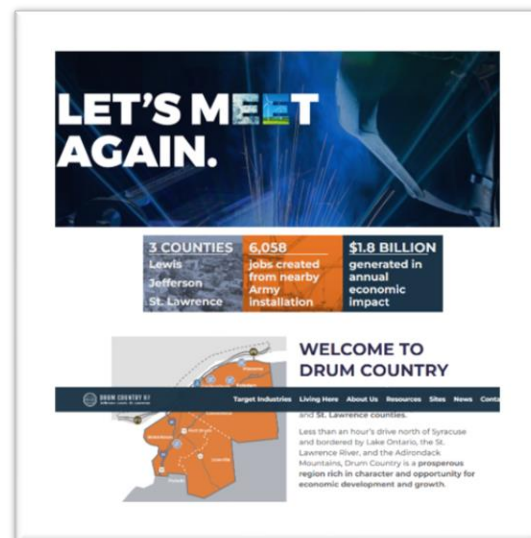 LET'S MEET
AGAIN.
3 COUNTIES
Lewis
Jefferson
St. Lawrence
6,058
jobs created
from nearby
Army
installation
$1.8 BILLION
generated in
annual
economic
impact
WELCOME TO
DRUM COUNTRY
DRUM COUNTRY NY
Target Industries Living Here About Us Resources Sites News Conta
and St. Lawrence counties.
Less than an hour's drive north of Syracuse
and bordered by Lake Ontario, the St.
Lawrence River, and the Adirondack
Mountains, Drum Country is a prosperous
region rich in character and opportunity for
economic development and growth.